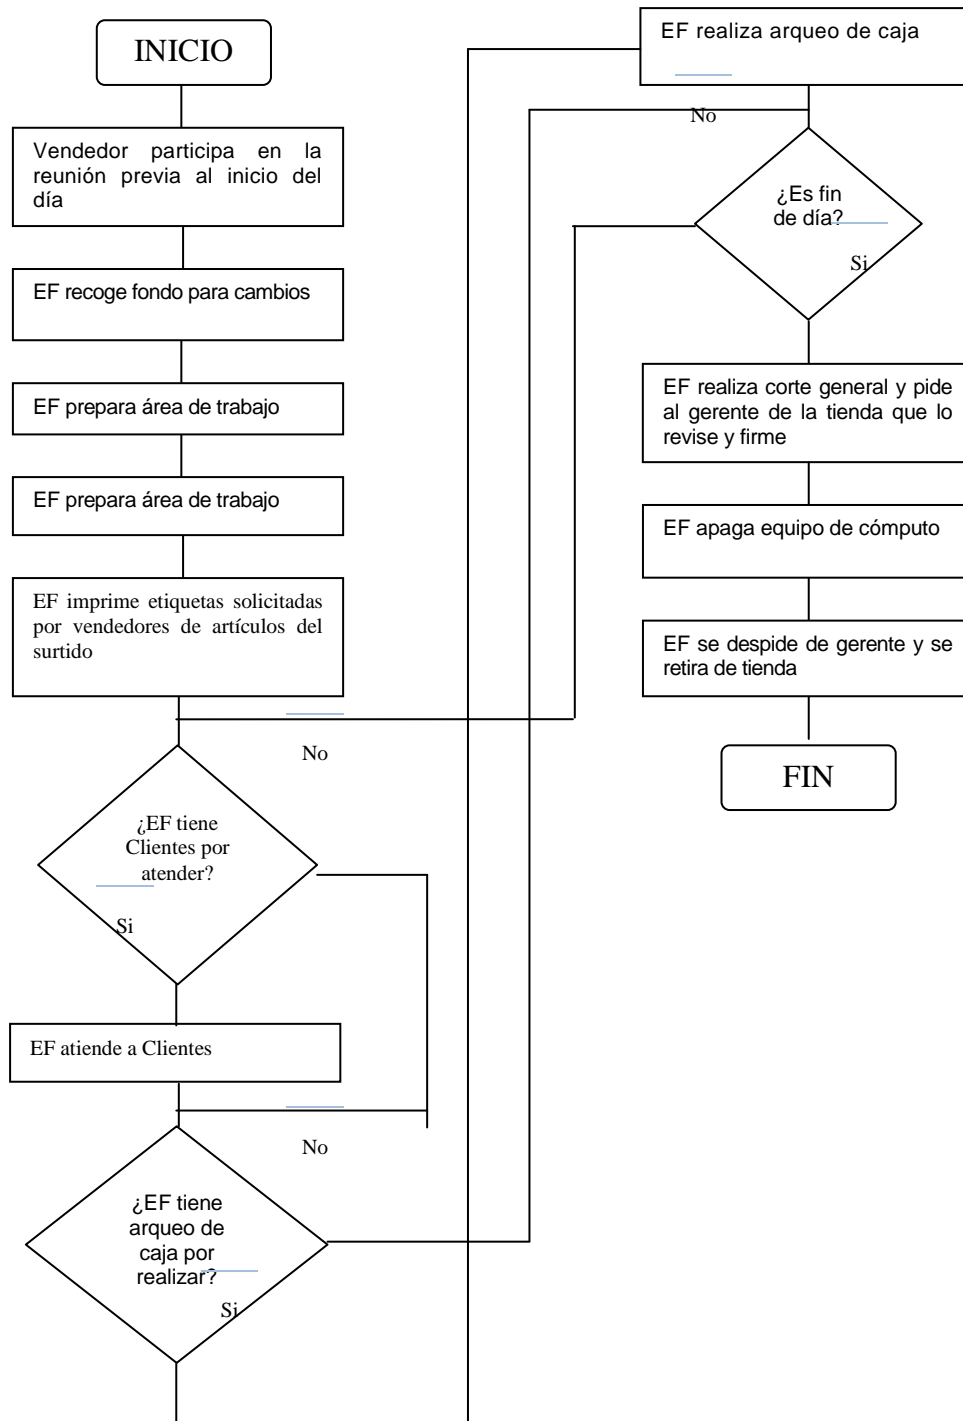 INICIO
Vendedor participa en la
reunión previa al inicio del
día
EF recoge fondo para cambios
EF prepara área de trabajo
EF prepara área de trabajo
EF imprime etiquetas solicitadas
por vendedores de artículos del
surtido
No
¿EF tiene
Clientes por
atender?
Si
EF atiende a Clientes
No
¿EF tiene
arqueo de
caja por
realizar?
Si
EF realiza arqueo de caja
No
¿Es fin
de día?
Si
EF realiza corte general y pide
al gerente de la tienda que lo
revise y firme
EF apaga equipo de cómputo
EF se despide de gerente y se
retira de tienda
FIN